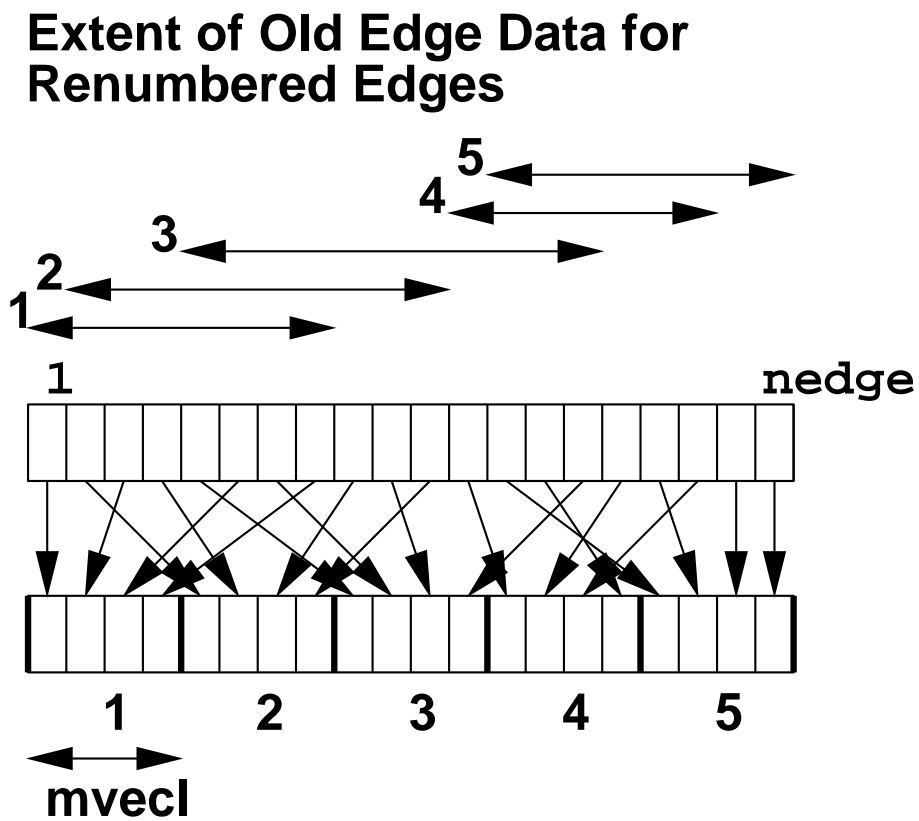 Extent of Old Edge Data for
Renumbered Edges
5
4
3
2
1
1 nedge
1 2 3 4 5
mvecl